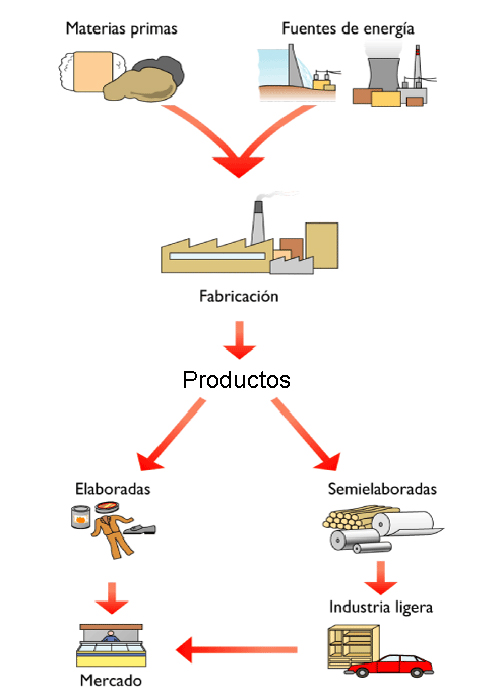 Materias primas
Fuentes de energía
Fabricación
Productos
Elaboradas
Semielaboradas
Industria ligera
Mercado